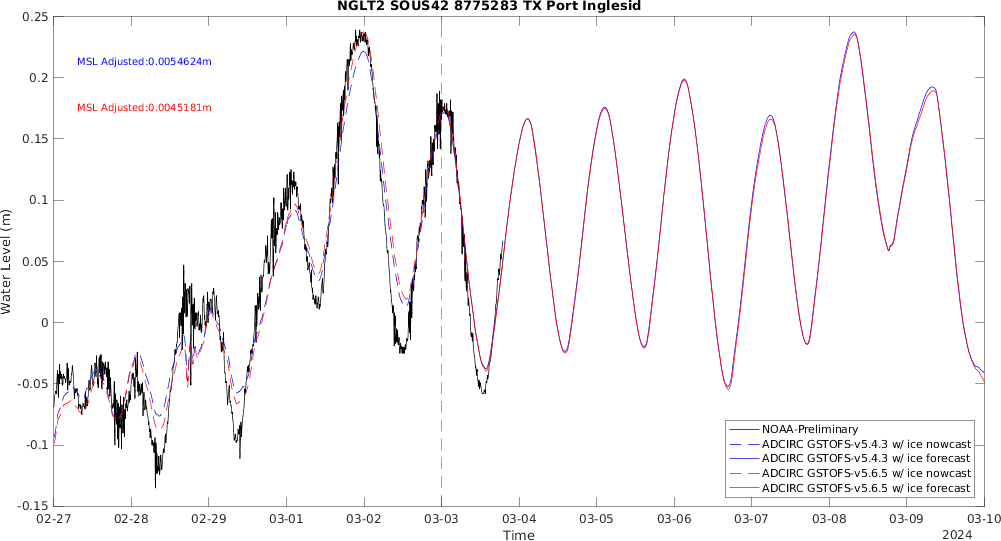 NGLT2 SOUS42 8775283 TX Port Inglesid
0.25
0.2
0.15
0.1
0.05
0
-0.05
-0.1
-0.15
Water Level (m)
MSL Adjusted:0.0054624m
MSL Adjusted:0.0045181m
NOAA-Preliminary
ADCIRC GSTOFS-v5.4.3 w/ ice nowcast
ADCIRC GSTOFS-v5.4.3 w/ ice forecast
ADCIRC GSTOFS-v5.6.5 w/ ice nowcast
ADCIRC GSTOFS-v5.6.5 w/ ice forecast
02-27 02-28 02-29 03-01 03-02 03-03 03-04 03-05 03-06 03-07 03-08 03-09 03-10
Time
2024